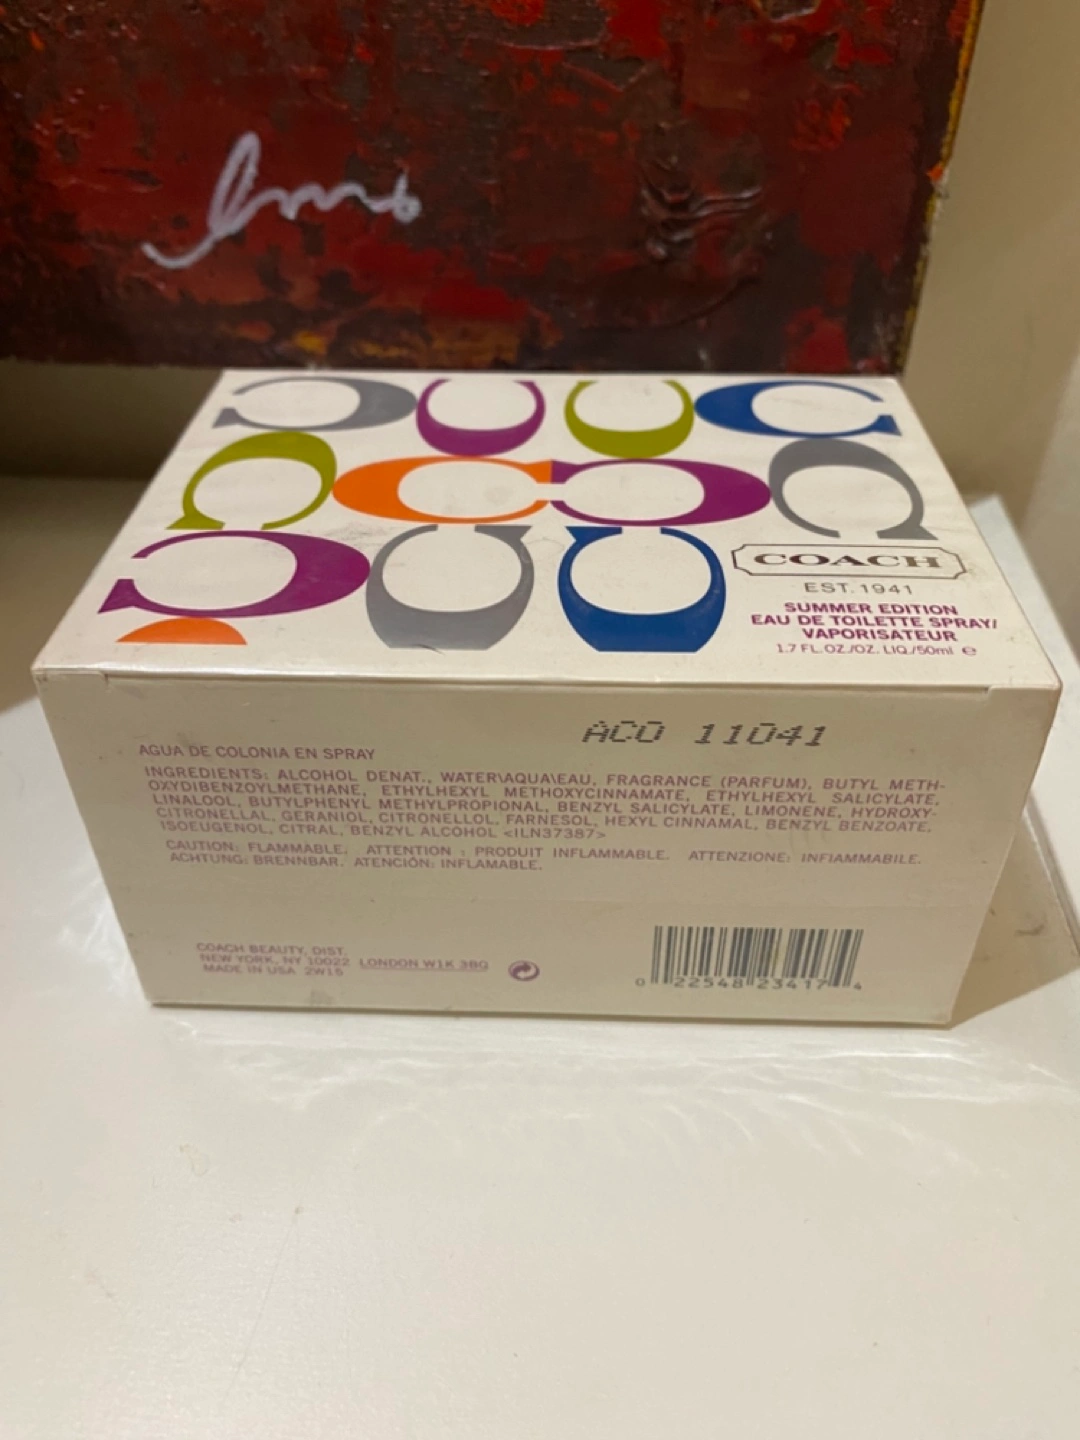 COACH
EST. 1941
SUMMER EDITION
EAU DE TOILETTE SPRAY/
VAPORISATEUR
1.7 FL.OZ./OZ. LIQ./50ml ℮
ACO 11041
AGUA DE COLONIA EN SPRAY
INGREDIENTS: ALCOHOL DENAT., WATER\AQUA\EAU, FRAGRANCE (PARFUM), BUTYL METH-
OXYDIBENZOYLMETHANE, ETHYLHEXYL METHOXYCINNAMATE, ETHYLHEXYL SALICYLATE,
LINALOOL, BUTYLPHENYL METHYLPROPIONAL, BENZYL SALICYLATE, LIMONENE, HYDROXY-
CITRONELLAL, GERANIOL, CITRONELLOL, FARNESOL, HEXYL CINNAMAL, BENZYL BENZOATE,
ISOEUGENOL, CITRAL, BENZYL ALCOHOL <ILN37387>
CAUTION: FLAMMABLE. ATTENTION : PRODUIT INFLAMMABLE. ATTENZIONE: INFIAMMABILE.
ACHTUNG: BRENNBAR. ATENCIÓN: INFLAMABLE.
COACH BEAUTY, DIST.
NEW YORK, NY 10022 LONDON W1K 3BQ
MADE IN USA 2W15
0 22548 23417 4